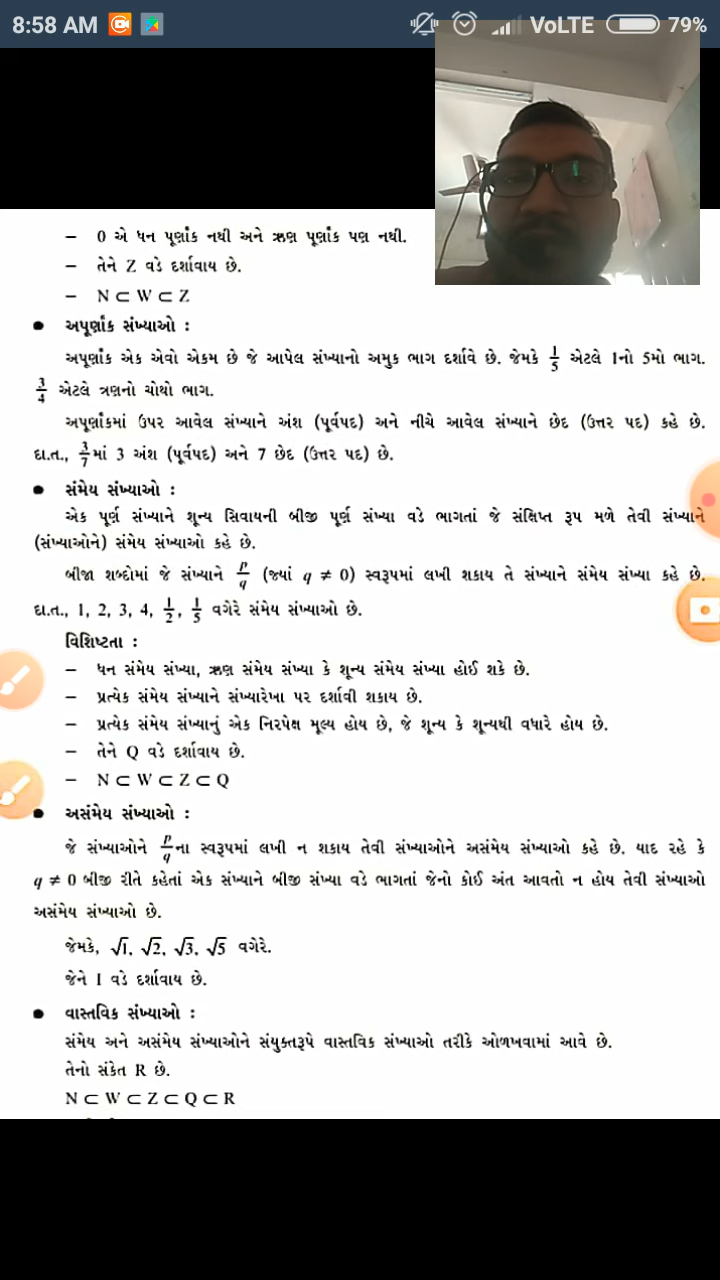 8:58 AM VoLTE 79%
– 0 એ ધન પૂર્ણાંક નથી અને ઋણ પૂર્ણાંક પણ નથી.
– તેને Z વડે દર્શાવાય છે.
– N ⊂ W ⊂ Z
● અપૂર્ણાંક સંખ્યાઓ :
અપૂર્ણાંક એક એવો એકમ છે જે આપેલ સંખ્યાનો અમુક ભાગ દર્શાવે છે. જેમકે 1/5 એટલે 1નો 5મો ભાગ.
3/4 એટલે ત્રણનો ચોથો ભાગ.
અપૂર્ણાંકમાં ઉપર આવેલ સંખ્યાને અંશ (પૂર્વપદ) અને નીચે આવેલ સંખ્યાને છેદ (ઉત્તર પદ) કહે છે.
દા.ત., 3/7માં 3 અંશ (પૂર્વપદ) અને 7 છેદ (ઉત્તર પદ) છે.
● સંમેય સંખ્યાઓ :
એક પૂર્ણ સંખ્યાને શૂન્ય સિવાયની બીજી પૂર્ણ સંખ્યા વડે ભાગતાં જે સંક્ષિપ્ત રૂપ મળે તેવી સંખ્યાને
(સંખ્યાઓને) સંમેય સંખ્યાઓ કહે છે.
બીજા શબ્દોમાં જે સંખ્યાને p/q (જ્યાં q ≠ 0) સ્વરૂપમાં લખી શકાય તે સંખ્યાને સંમેય સંખ્યા કહે છે.
દા.ત., 1, 2, 3, 4, 1/2, 1/5 વગેરે સંમેય સંખ્યાઓ છે.
વિશિષ્ટતા :
– ધન સંમેય સંખ્યા, ઋણ સંમેય સંખ્યા કે શૂન્ય સંમેય સંખ્યા હોઈ શકે છે.
– પ્રત્યેક સંમેય સંખ્યાને સંખ્યારેખા પર દર્શાવી શકાય છે.
– પ્રત્યેક સંમેય સંખ્યાનું એક નિરપેક્ષ મૂલ્ય હોય છે, જે શૂન્ય કે શૂન્યથી વધારે હોય છે.
– તેને Q વડે દર્શાવાય છે.
– N ⊂ W ⊂ Z ⊂ Q
● અસંમેય સંખ્યાઓ :
જે સંખ્યાઓને p/qના સ્વરૂપમાં લખી ન શકાય તેવી સંખ્યાઓને અસંમેય સંખ્યાઓ કહે છે. યાદ રહે કે
q ≠ 0 બીજી રીતે કહેતાં એક સંખ્યાને બીજી સંખ્યા વડે ભાગતાં જેનો કોઈ અંત આવતો ન હોય તેવી સંખ્યાઓ
અસંમેય સંખ્યાઓ છે.
જેમકે, √1, √2, √3, √5 વગેરે.
જેને I વડે દર્શાવાય છે.
● વાસ્તવિક સંખ્યાઓ :
સંમેય અને અસંમેય સંખ્યાઓને સંયુક્તરૂપે વાસ્તવિક સંખ્યાઓ તરીકે ઓળખવામાં આવે છે.
તેનો સંકેત R છે.
N ⊂ W ⊂ Z ⊂ Q ⊂ R